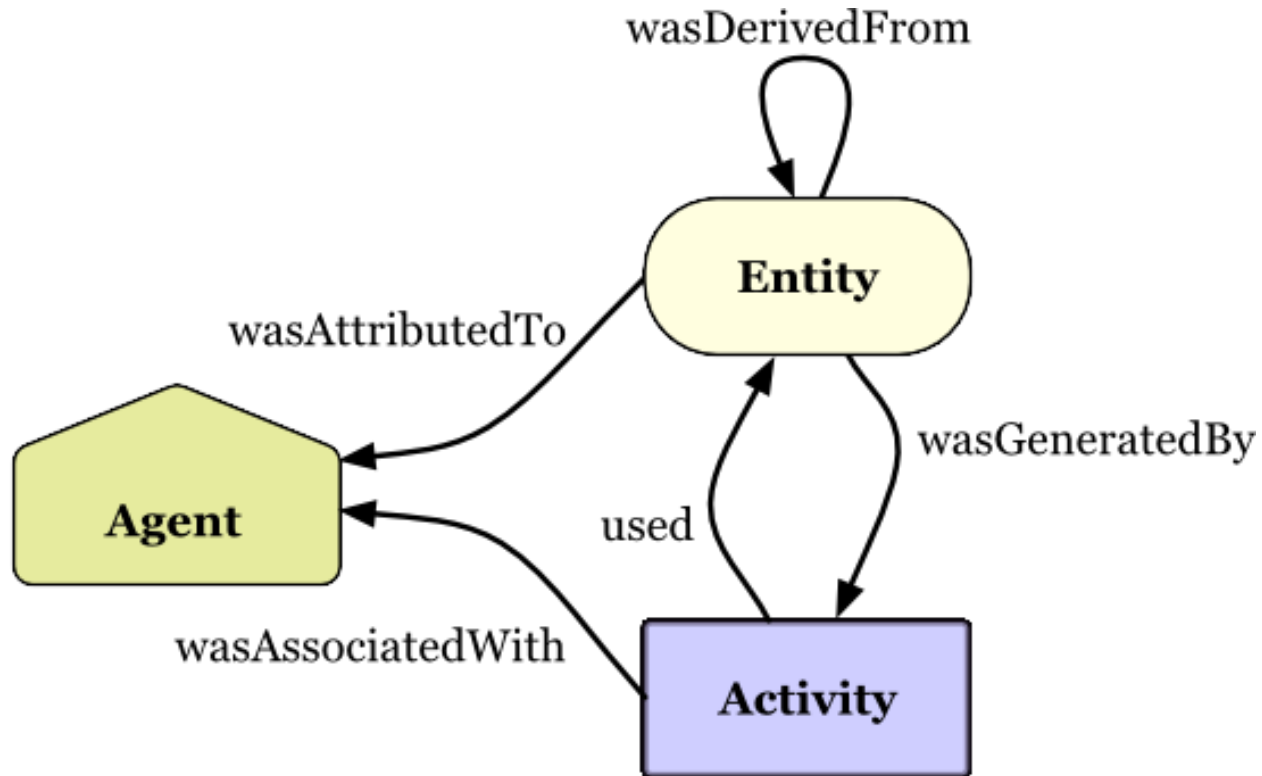 wasDerivedFrom
Entity
wasAttributedTo
wasGeneratedBy
Agent
used
wasAssociatedWith
Activity